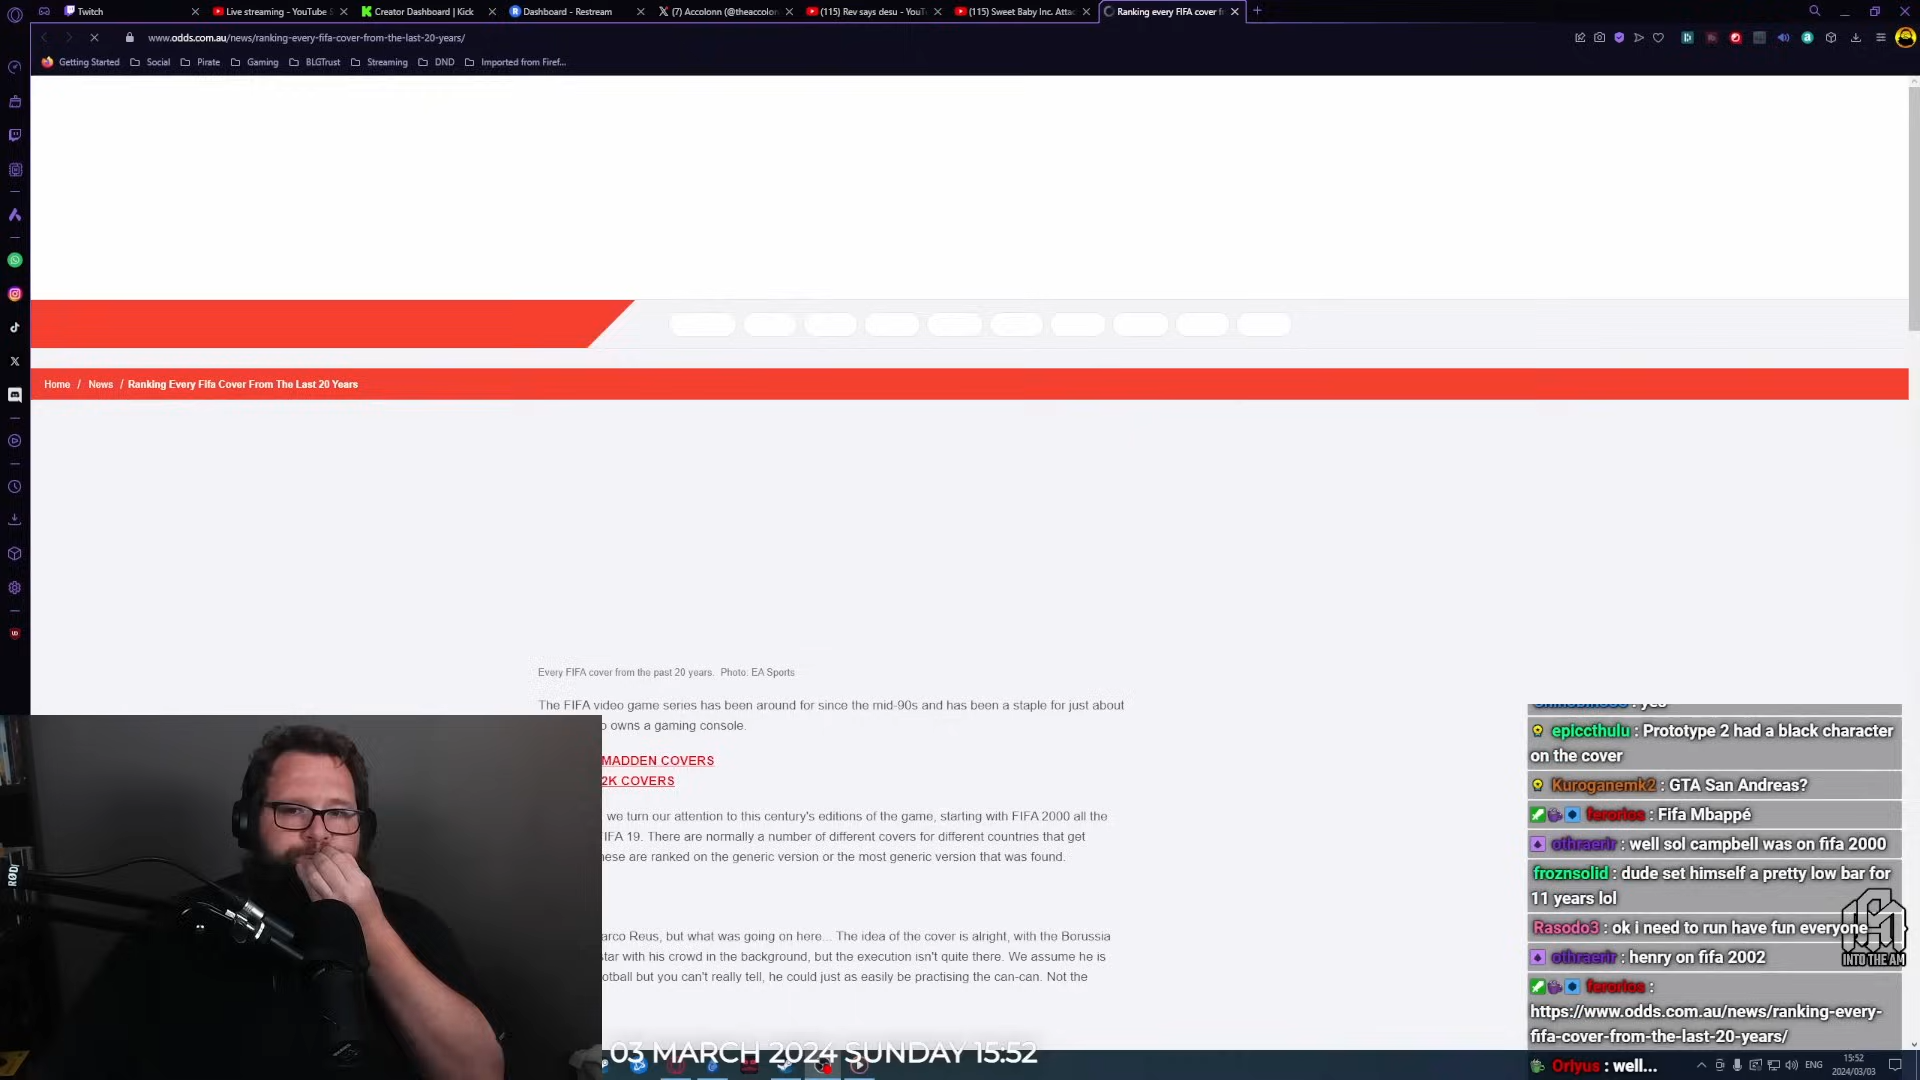 Twitch
Live streaming - YouTube S
Creator Dashboard | Kick
Dashboard - Restream
(7) Accolonn (@theaccolon
(115) Rev says desu - YouT
(115) Sweet Baby Inc. Attac
Ranking every FIFA cover fr
www.odds.com.au/news/ranking-every-fifa-cover-from-the-last-20-years/
Getting Started
Social
Pirate
Gaming
BLGTrust
Streaming
DND
Imported from Firef...
Home / News / Ranking Every Fifa Cover From The Last 20 Years
Every FIFA cover from the past 20 years. Photo: EA Sports
The FIFA video game series has been around for since the mid-90s and has been a staple for just about
owns a gaming console.
MADDEN COVERS
2K COVERS
we turn our attention to this century's editions of the game, starting with FIFA 2000 all the
IFA 19. There are normally a number of different covers for different countries that get
hese are ranked on the generic version or the most generic version that was found.
arco Reus, but what was going on here... The idea of the cover is alright, with the Borussia
star with his crowd in the background, but the execution isn't quite there. We assume he is
ootball but you can't really tell, he could just as easily be practising the can-can. Not the
RØD
epiccthulu : Prototype 2 had a black character
on the cover
Kuroganemk2 : GTA San Andreas?
ferorios : Fifa Mbappé
othraerir : well sol campbell was on fifa 2000
froznsolid : dude set himself a pretty low bar for
11 years lol
Rasodo3 : ok i need to run have fun everyone
othraerir : henry on fifa 2002
ferorios :
https://www.odds.com.au/news/ranking-every-
fifa-cover-from-the-last-20-years/
Orlyus : well...
INTO THE AM
03 MARCH 2024 SUNDAY 15:52
ENG
15:52
2024/03/03